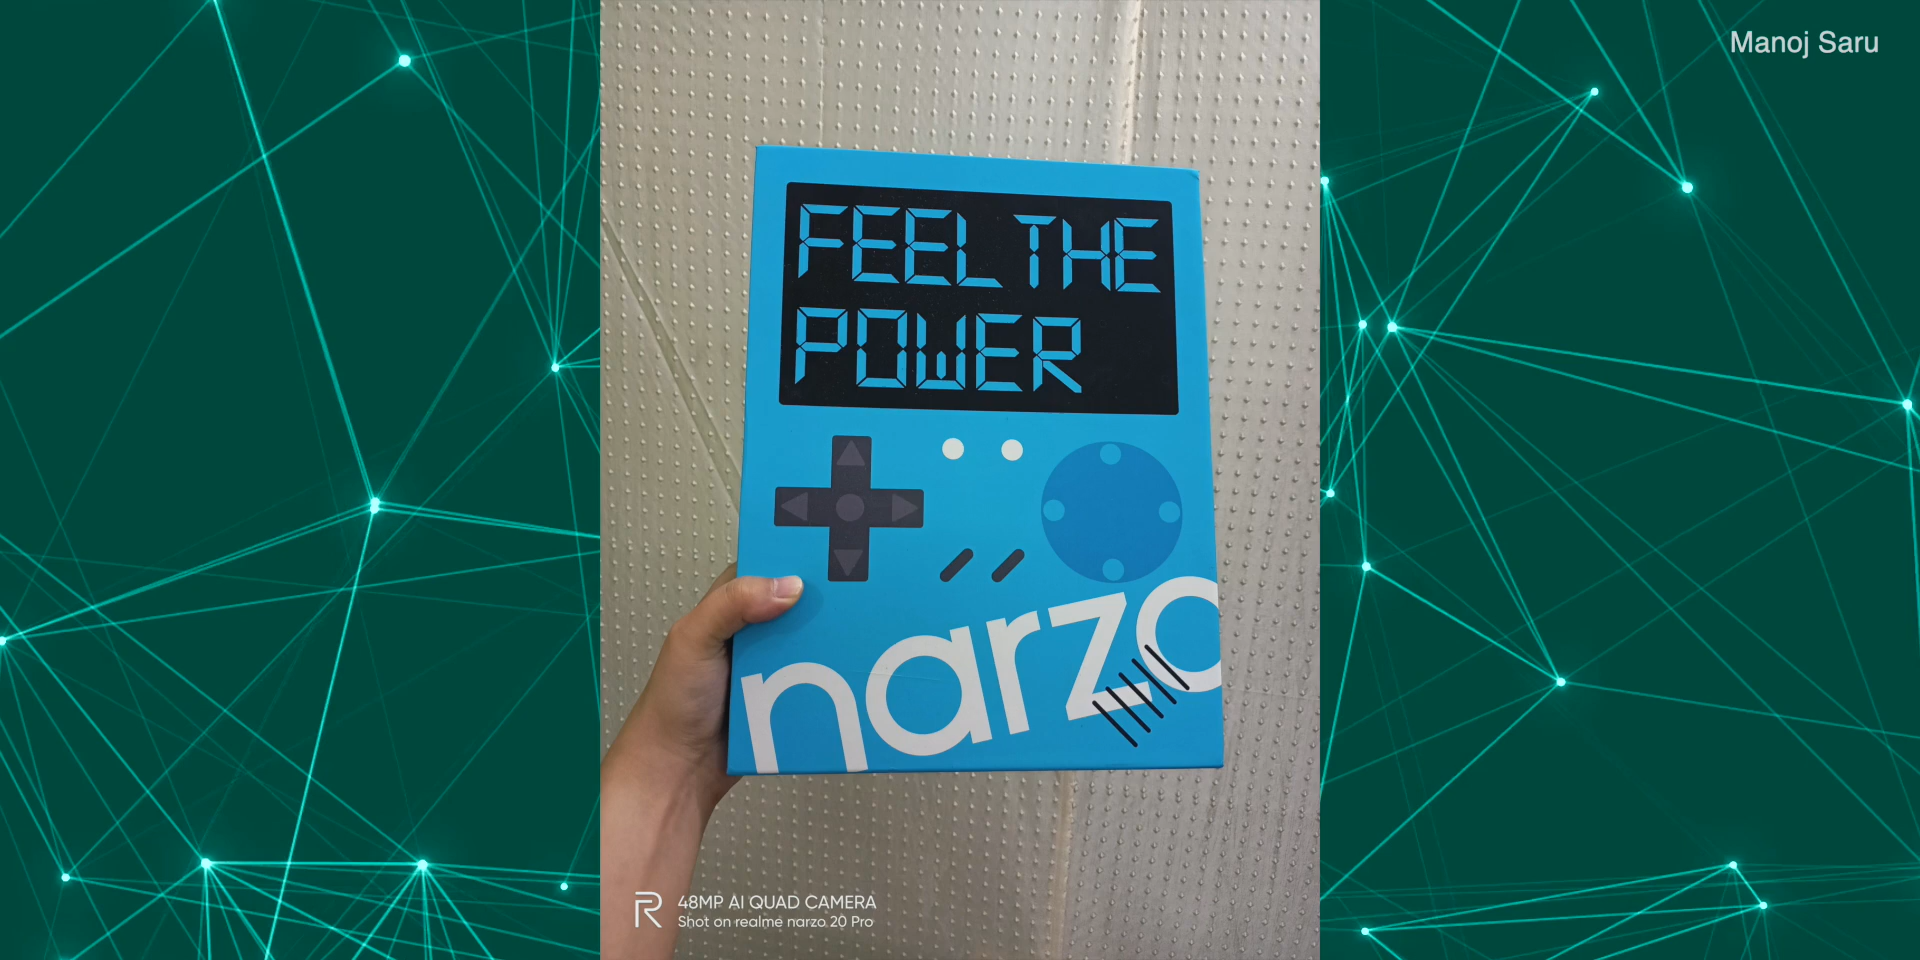 Manoj Saru
FEEL THE
POWER
narzo
48MP AI QUAD CAMERA
Shot on realme narzo 20 Pro